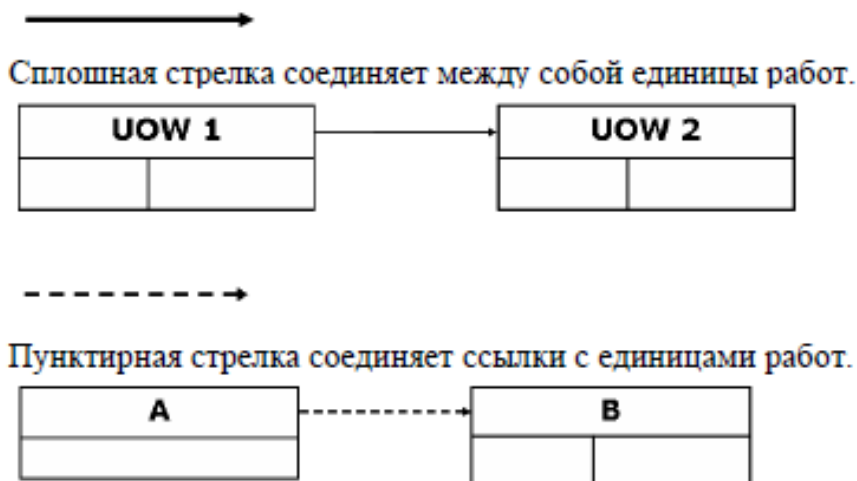 Сплошная стрелка соединяет между собой единицы работ.
UOW 1 UOW 2
Пунктирная стрелка соединяет ссылки с единицами работ.
A B